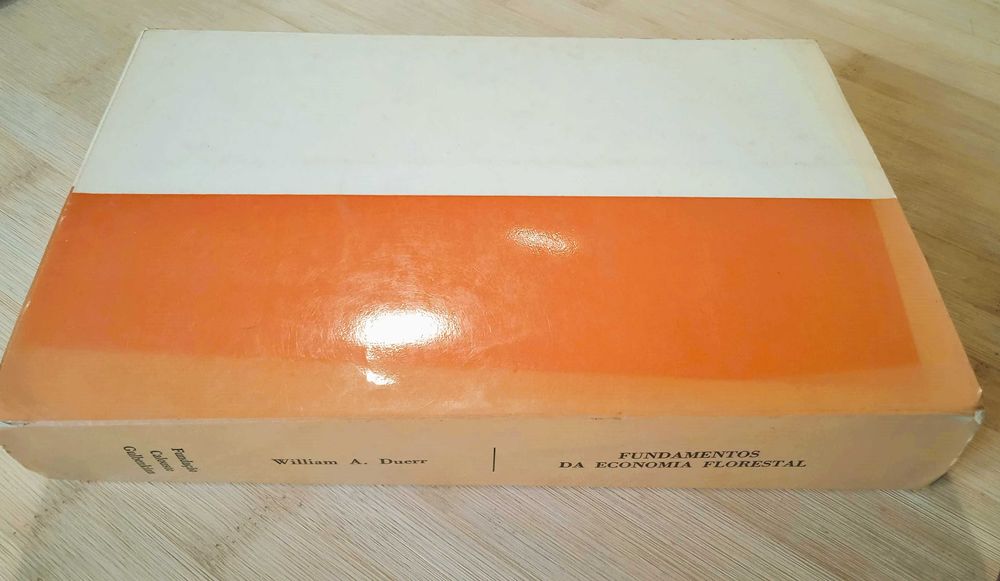 Fundação
Calouste
Gulbenkian
William A. Duerr
FUNDAMENTOS
DA ECONOMIA FLORESTAL